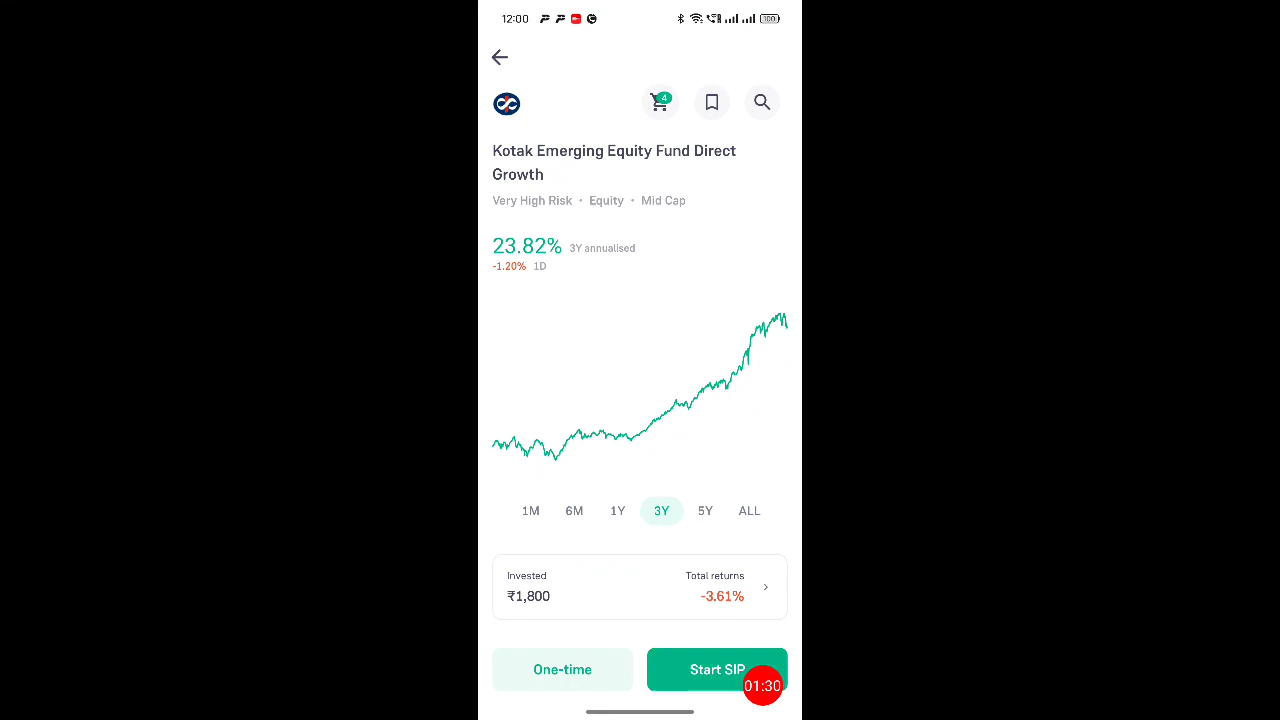 12:00
100
4
Kotak Emerging Equity Fund Direct
Growth
Very High Risk • Equity • Mid Cap
23.82% 3Y annualised
-1.20% 1D
1M 6M 1Y 3Y 5Y ALL
Invested Total returns
₹1,800 -3.61%
One-time Start SIP
01:30